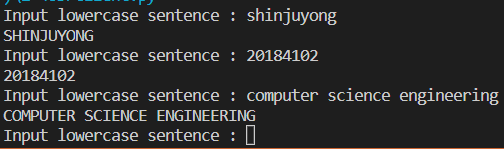 Input lowercase sentence : shinjuyong
SHINJUYONG
Input lowercase sentence : 20184102
20184102
Input lowercase sentence : computer science engineering
COMPUTER SCIENCE ENGINEERING
Input lowercase sentence :